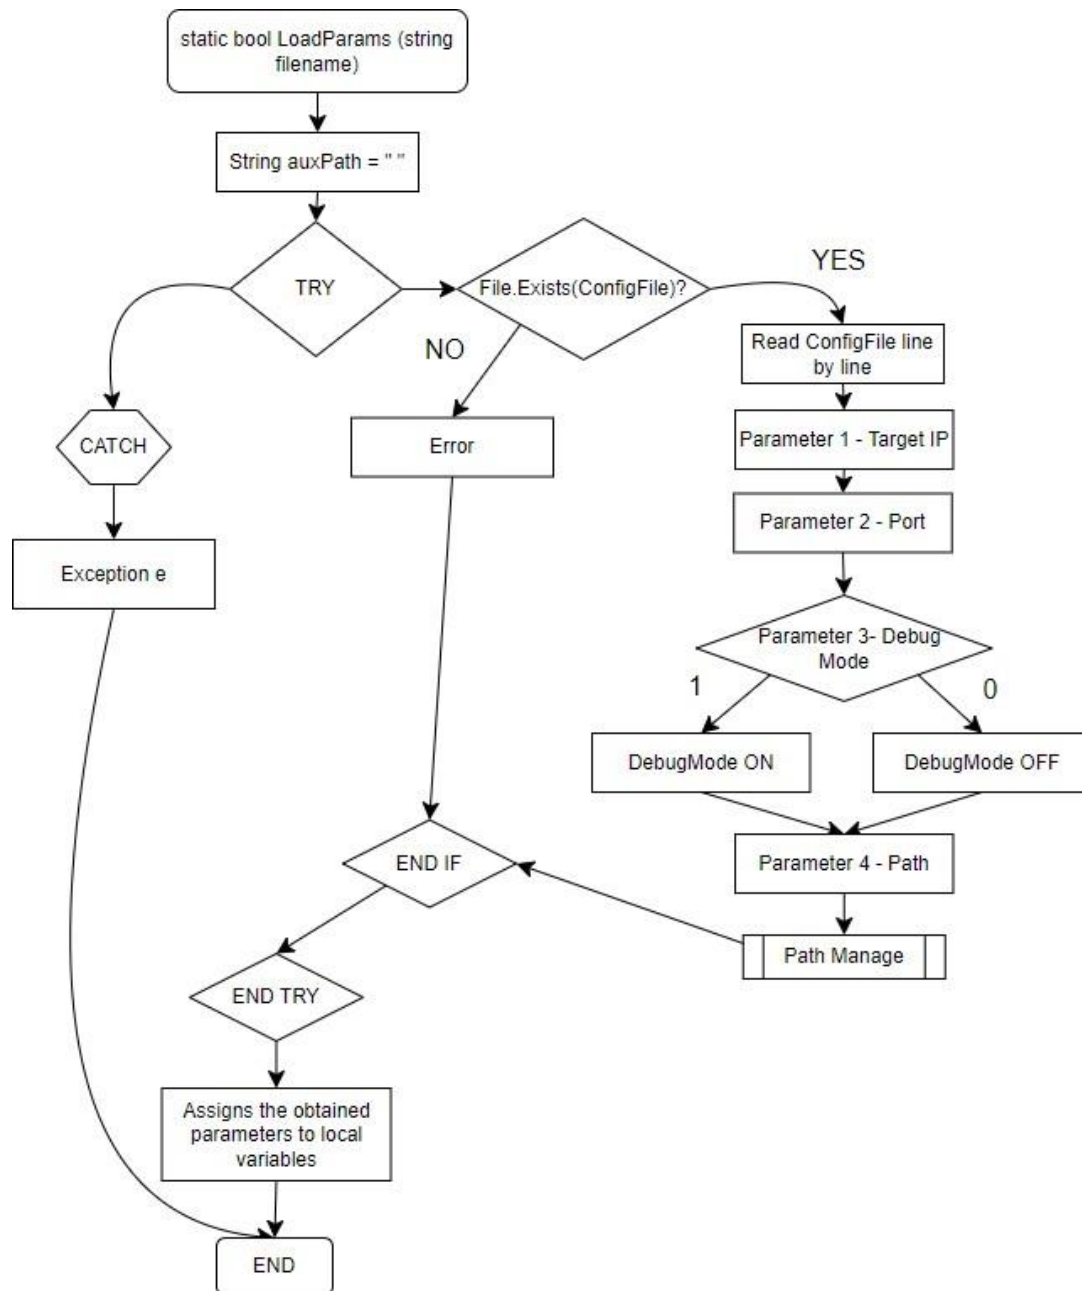 static bool LoadParams (string
filename)
String auxPath = " "
TRY
File.Exists(ConfigFile)?
YES
NO
Read ConfigFile line
by line
CATCH
Error
Parameter 1 - Target IP
Parameter 2 - Port
Exception e
Parameter 3- Debug
Mode
1
0
DebugMode ON
DebugMode OFF
END IF
Parameter 4 - Path
Path Manage
END TRY
Assigns the obtained
parameters to local
variables
END